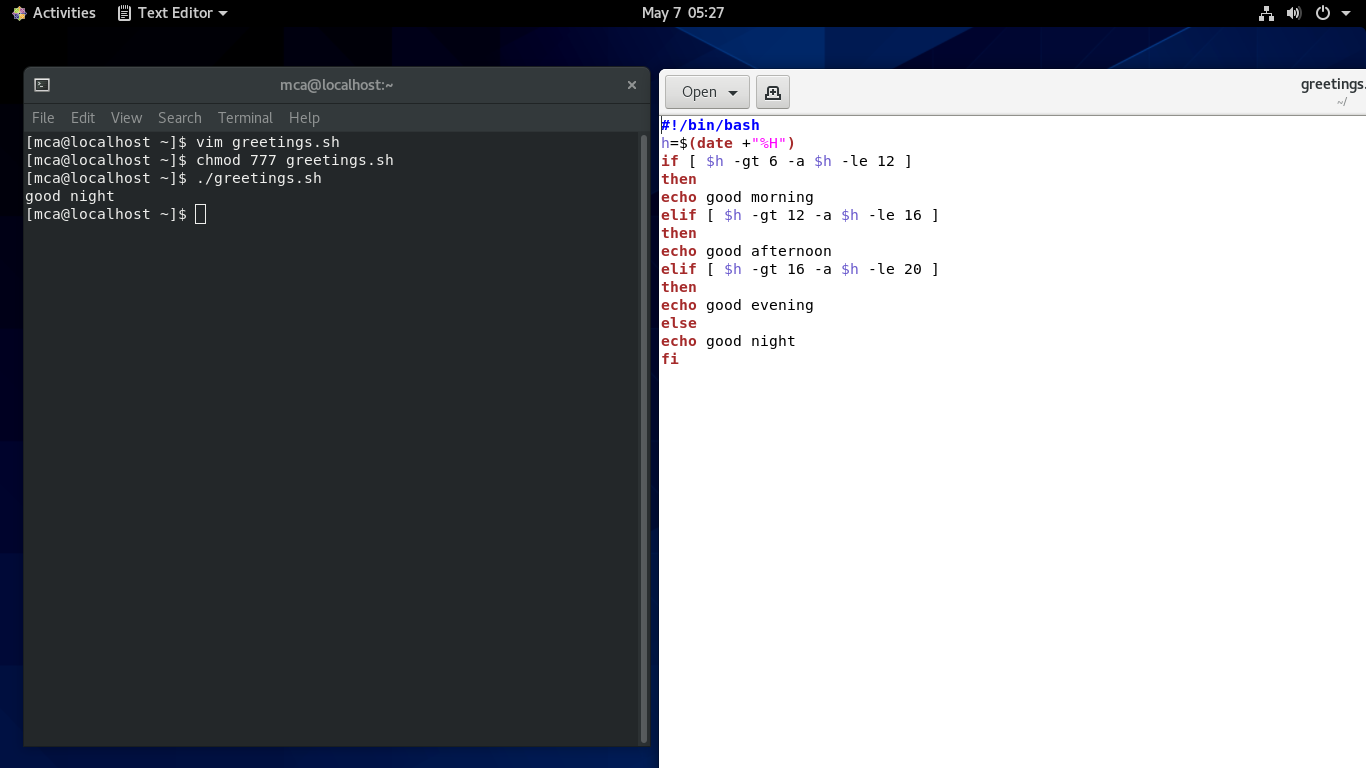 Activities Text Editor May 7 05:27
mca@localhost:~
File Edit View Search Terminal Help
[mca@localhost ~]$ vim greetings.sh
[mca@localhost ~]$ chmod 777 greetings.sh
[mca@localhost ~]$ ./greetings.sh
good night
[mca@localhost ~]$
Open greetings.
~/
#!/bin/bash
h=$(date +"%H")
if [ $h -gt 6 -a $h -le 12 ]
then
echo good morning
elif [ $h -gt 12 -a $h -le 16 ]
then
echo good afternoon
elif [ $h -gt 16 -a $h -le 20 ]
then
echo good evening
else
echo good night
fi